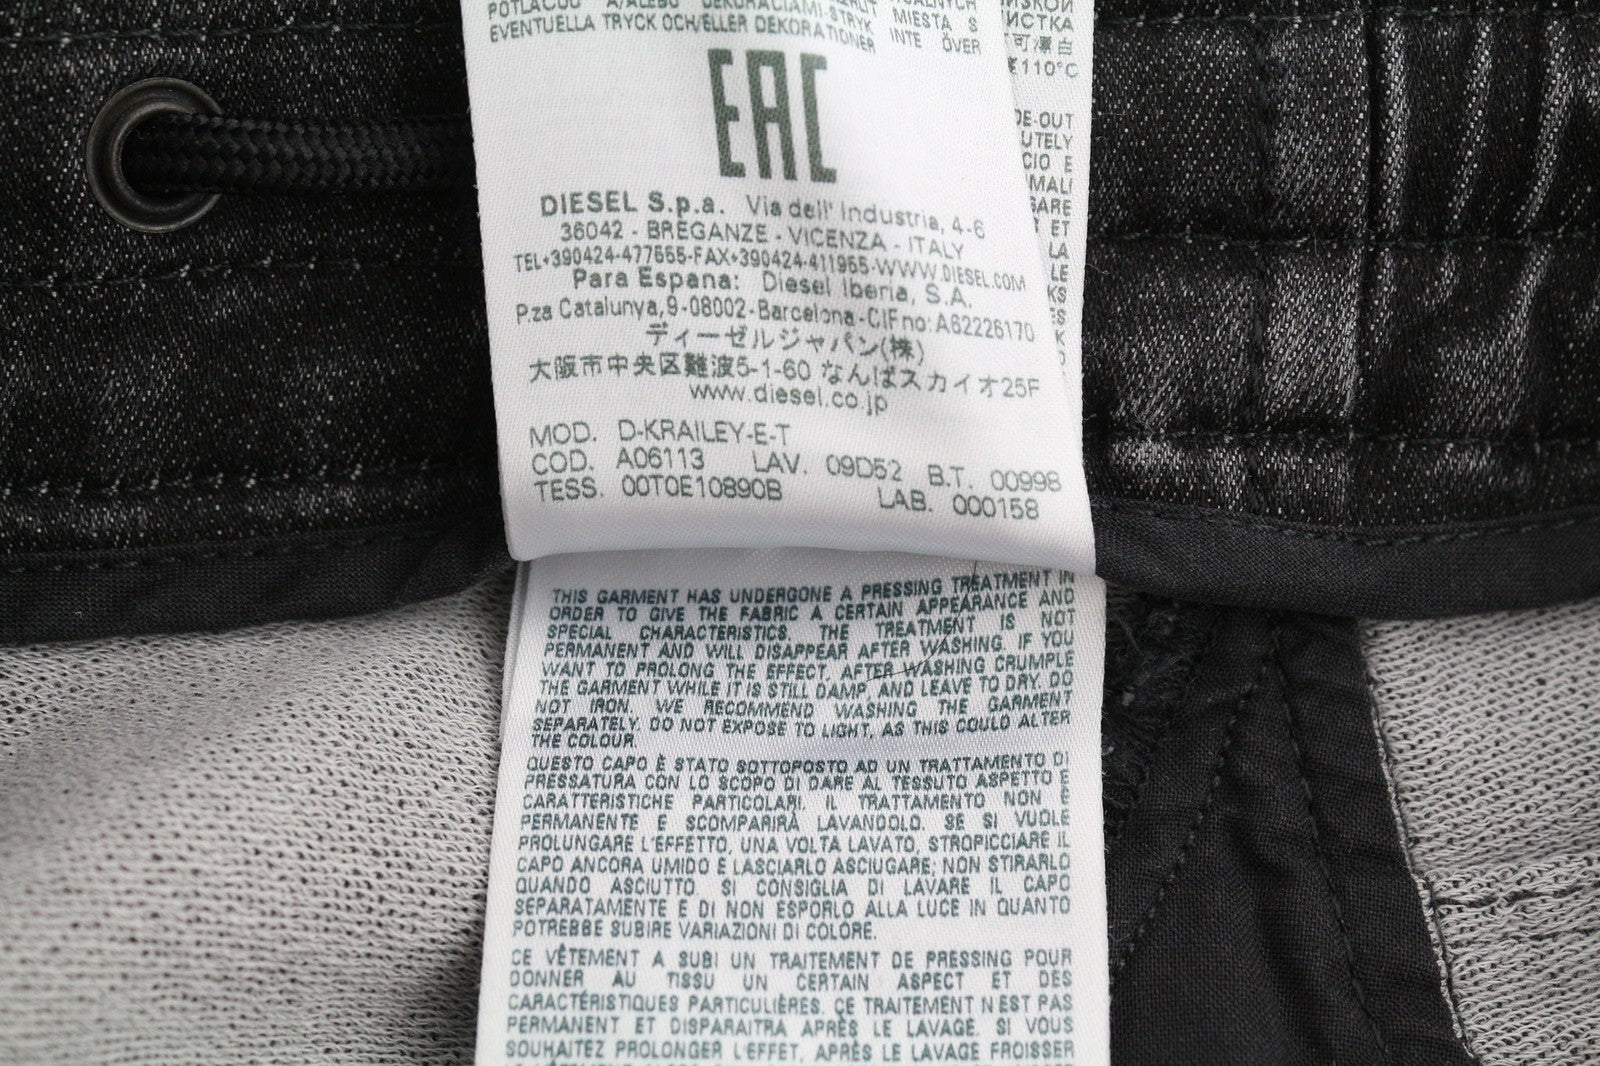 POTLAČOU A/ALEBO DEKORÁCIAMI-STRYK MIESTA S
EVENTUELLA TRYCK OCH/ELLER DEKORATIONER INTE ÖVER
EAC
DIESEL S.p.a. Via dell' Industria, 4-6
36042 - BREGANZE - VICENZA - ITALY
TEL+390424-477555-FAX+390424-411955-WWW.DIESEL.COM
Para Espana: Diesel Iberia, S.A.
P.za Catalunya,9-08002-Barcelona-CIF no:A62226170
ディーゼルジャパン(株)
大阪市中央区難波5-1-60 なんばスカイオ25F
www.diesel.co.jp
MOD. D-KRAILEY-E-T
COD. A06113 LAV. 09D52 B.T. 00998
TESS. 00T0E10890B LAB. 000158
ИСТКА
可漂白
110°C
THIS GARMENT HAS UNDERGONE A PRESSING TREATMENT IN
ORDER TO GIVE THE FABRIC A CERTAIN APPEARANCE AND
SPECIAL CHARACTERISTICS. THE TREATMENT IS NOT
PERMANENT AND WILL DISAPPEAR AFTER WASHING. IF YOU
WANT TO PROLONG THE EFFECT, AFTER WASHING CRUMPLE
THE GARMENT WHILE IT IS STILL DAMP, AND LEAVE TO DRY. DO
NOT IRON. WE RECOMMEND WASHING THE GARMENT
SEPARATELY. DO NOT EXPOSE TO LIGHT, AS THIS COULD ALTER
THE COLOUR.
QUESTO CAPO È STATO SOTTOPOSTO AD UN TRATTAMENTO DI
PRESSATURA CON LO SCOPO DI DARE AL TESSUTO ASPETTO E
CARATTERISTICHE PARTICOLARI. IL TRATTAMENTO NON È
PERMANENTE E SCOMPARIRÀ LAVANDOLO. SE SI VUOLE
PROLUNGARE L'EFFETTO, UNA VOLTA LAVATO, STROPICCIARE IL
CAPO ANCORA UMIDO E LASCIARLO ASCIUGARE; NON STIRARLO
QUANDO ASCIUTTO. SI CONSIGLIA DI LAVARE IL CAPO
SEPARATAMENTE E DI NON ESPORLO ALLA LUCE IN QUANTO
POTREBBE SUBIRE VARIAZIONI DI COLORE.
CE VÊTEMENT A SUBI UN TRAITEMENT DE PRESSING POUR
DONNER AU TISSU UN CERTAIN ASPECT ET DES
CARACTÉRISTIQUES PARTICULIÈRES. CE TRAITEMENT N'EST PAS
PERMANENT ET DISPARAITRA APRÈS LE LAVAGE. SI VOUS
SOUHAITEZ PROLONGER L'EFFET, APRÈS LE LAVAGE FROISSER